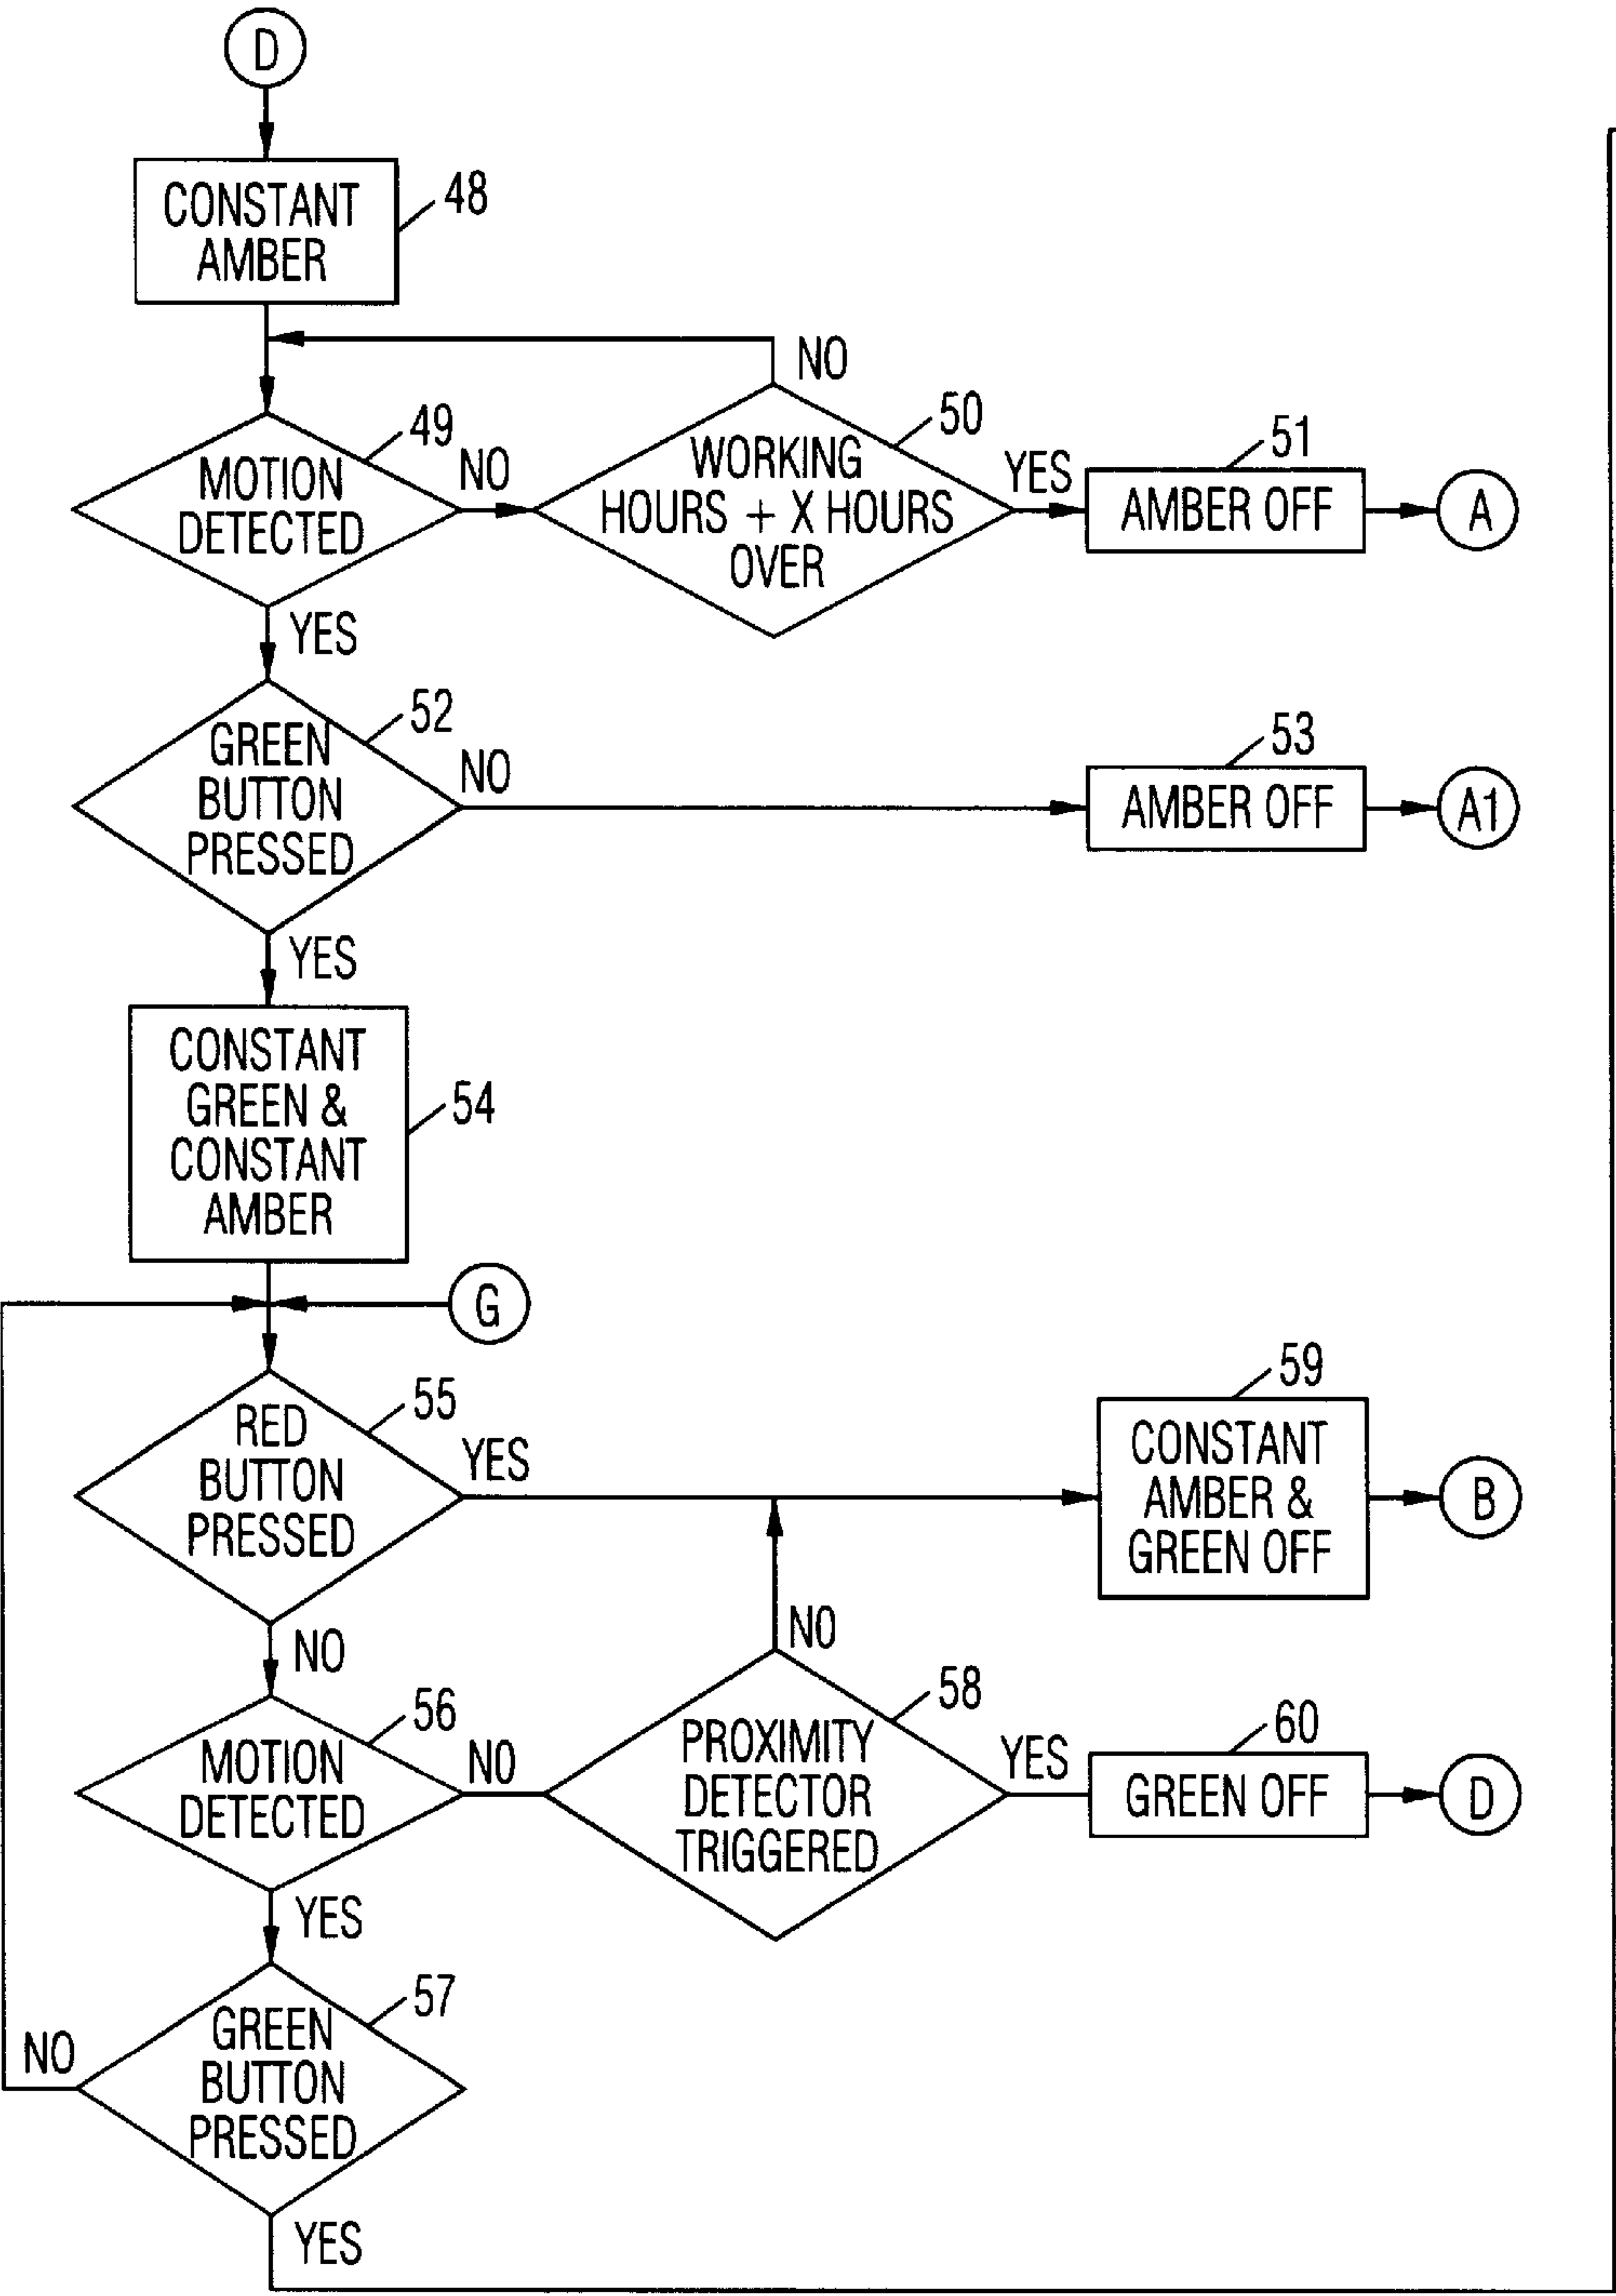 D
CONSTANT
AMBER
48
NO
MOTION
DETECTED
49
NO
WORKING
HOURS + X HOURS
OVER
50
YES
51
AMBER OFF
A
YES
GREEN
BUTTON
PRESSED
52
NO
53
AMBER OFF
A1
YES
CONSTANT
GREEN &
CONSTANT
AMBER
54
G
RED
BUTTON
PRESSED
55
YES
59
CONSTANT
AMBER &
GREEN OFF
B
NO
NO
MOTION
DETECTED
56
NO
PROXIMITY
DETECTOR
TRIGGERED
58
YES
60
GREEN OFF
D
YES
GREEN
BUTTON
PRESSED
57
NO
YES